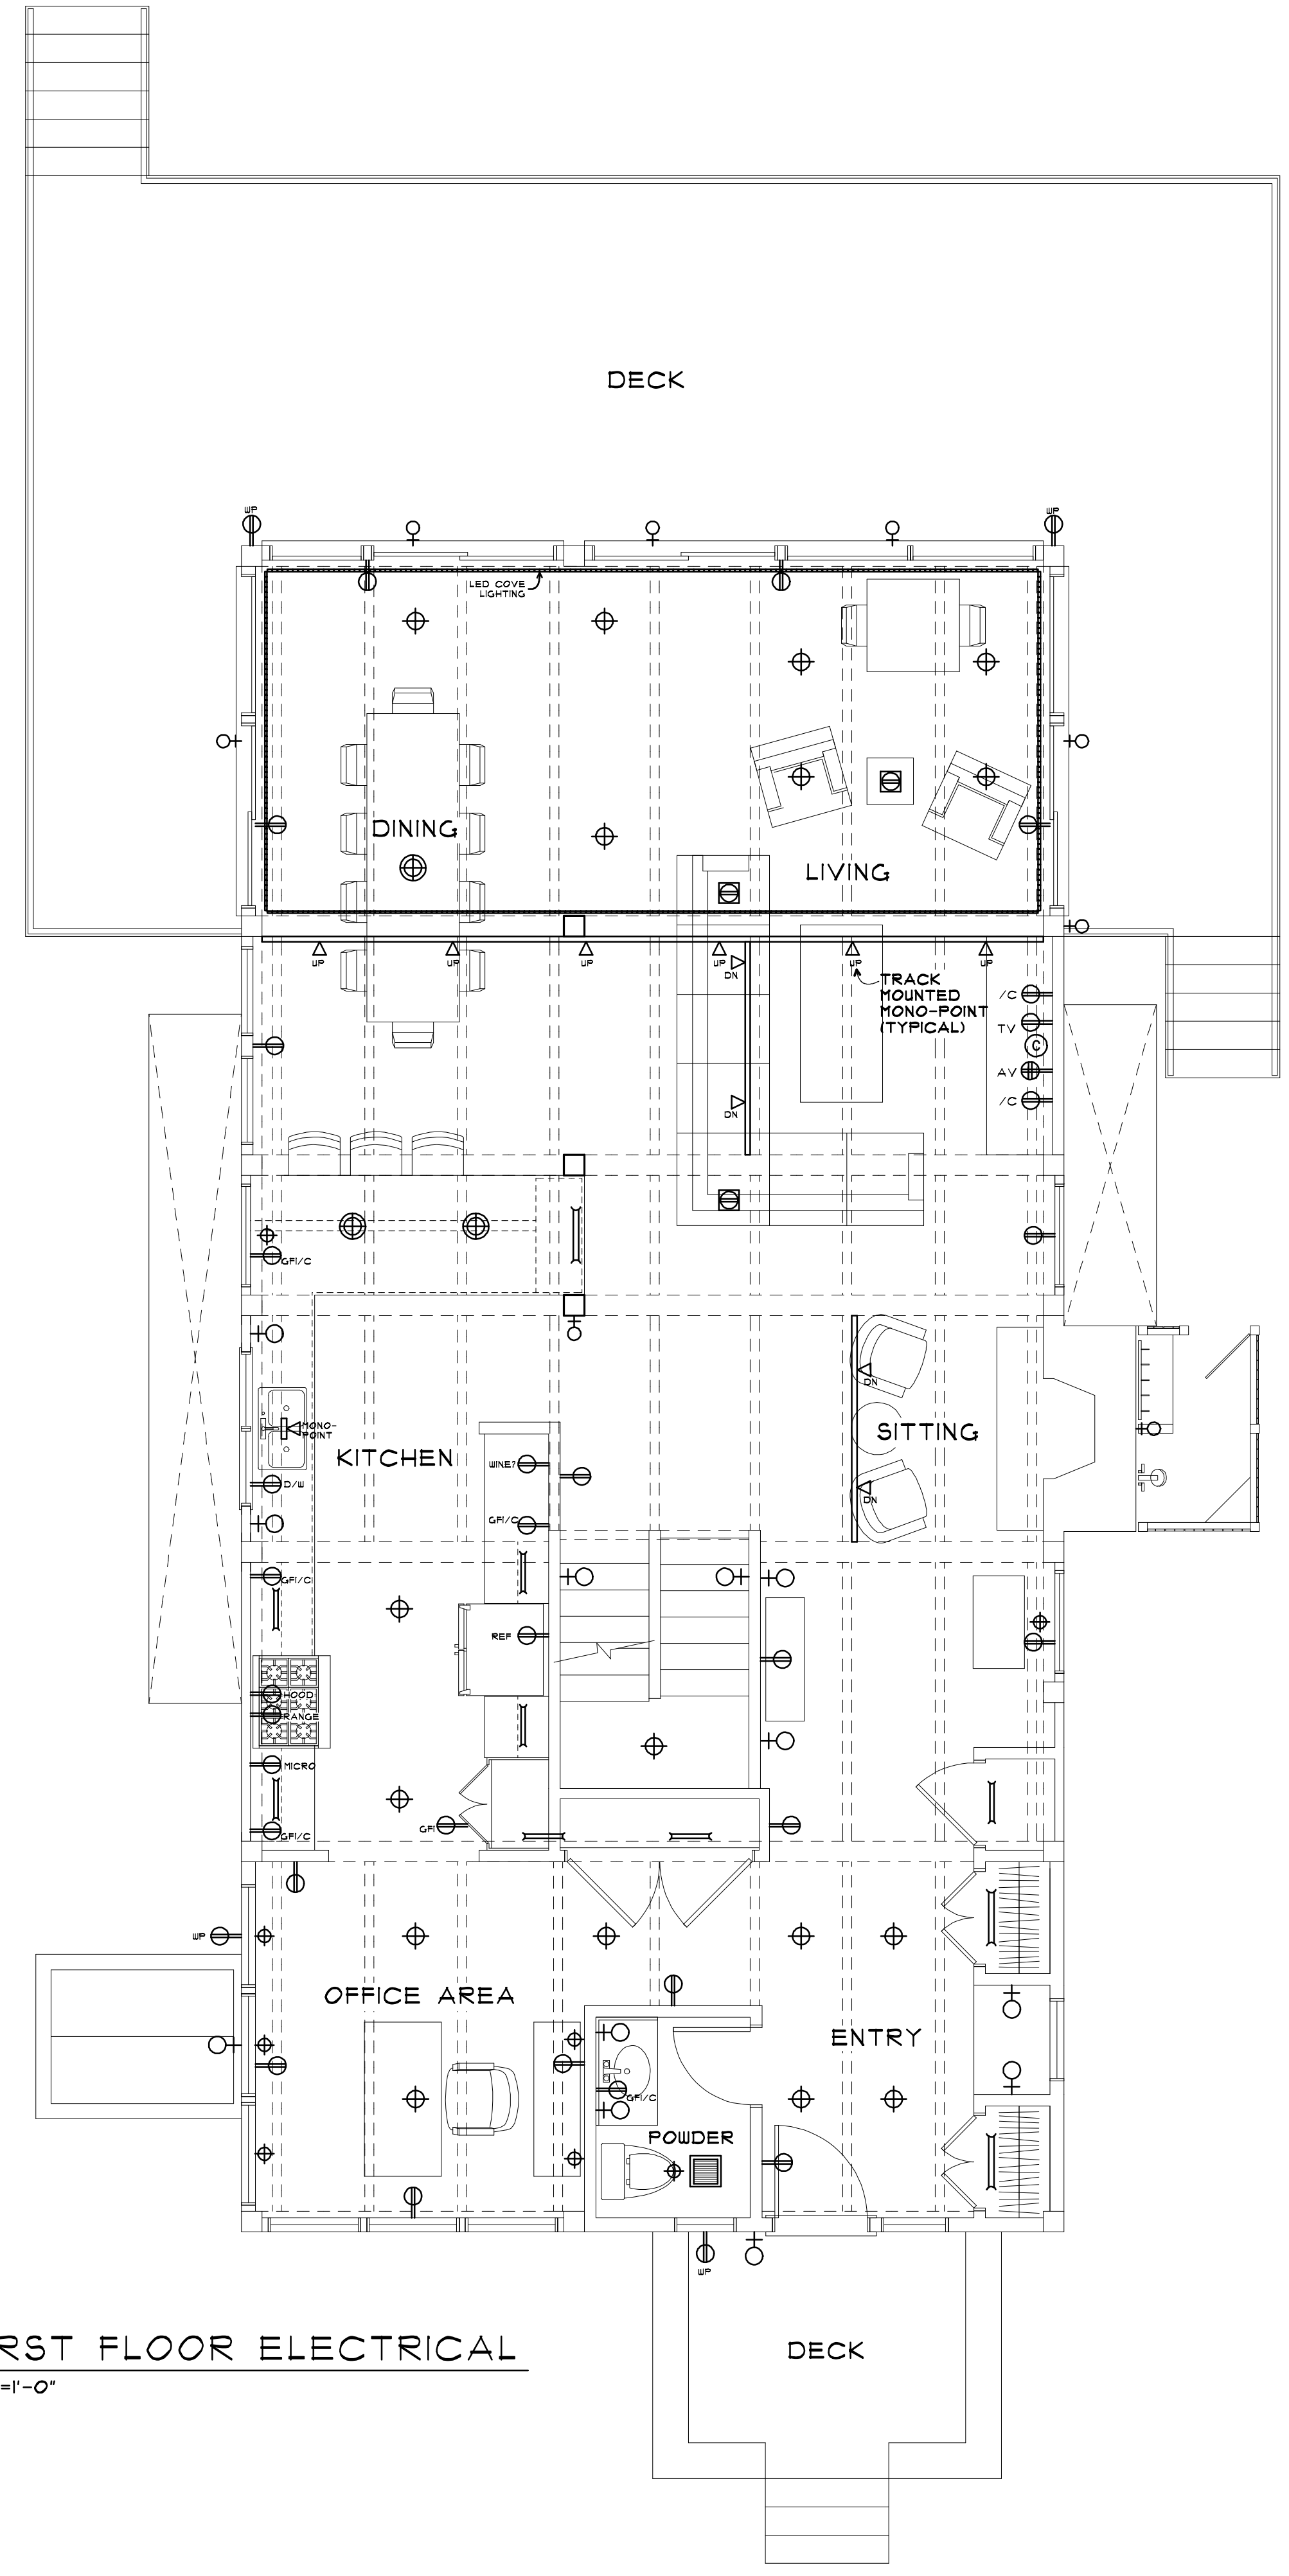 DECK
WP
WP
LED COVE
LIGHTING
DINING
LIVING
UP
UP
UP
UP
UP
UP
DN
TRACK
MOUNTED
MONO-POINT
(TYPICAL)
/C
TV
C
AV
/C
DN
GFI/C
DN
MONO-
POINT
SITTING
KITCHEN
WINE?
D/W
DN
GFI/C
GFI/C
REF
HOOD
RANGE
MICRO
GFI
GFI/C
WP
OFFICE AREA
ENTRY
GFI/C
POWDER
WP
RST FLOOR ELECTRICAL
=1'-0"
DECK